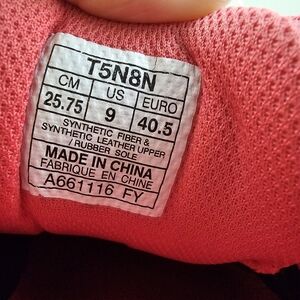 T5N8N
CM US EURO
25.75 9 40.5
SYNTHETIC FIBER &
SYNTHETIC LEATHER UPPER
/ RUBBER SOLE
MADE IN CHINA
FABRIQUE EN CHINE
A661116 FY